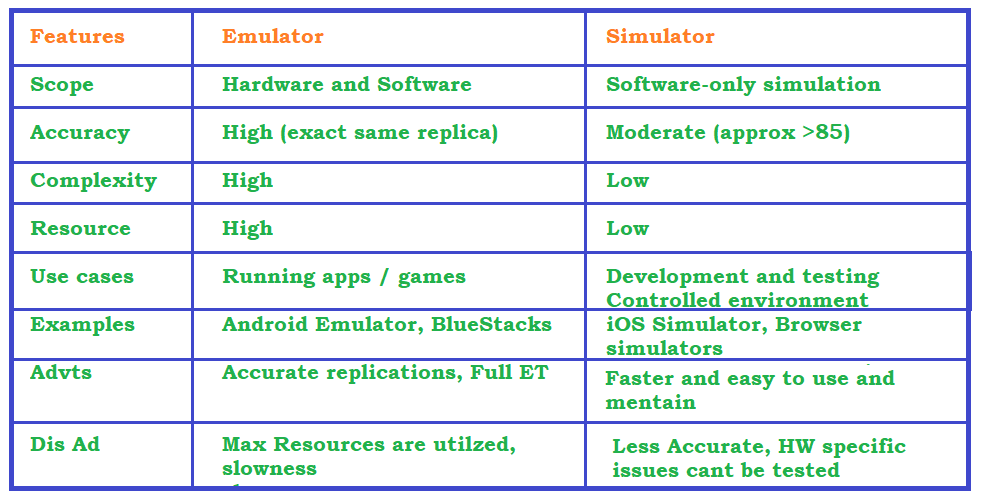 Features Emulator Simulator
Scope Hardware and Software Software-only simulation
Accuracy High (exact same replica) Moderate (approx >85)
Complexity High Low
Resource High Low
Use cases Running apps / games Development and testing
Controlled environment
Examples Android Emulator, BlueStacks iOS Simulator, Browser
simulators
Advts Accurate replications, Full ET Faster and easy to use and
mentain
Dis Ad Max Resources are utilzed, Less Accurate, HW specific
slowness issues cant be tested